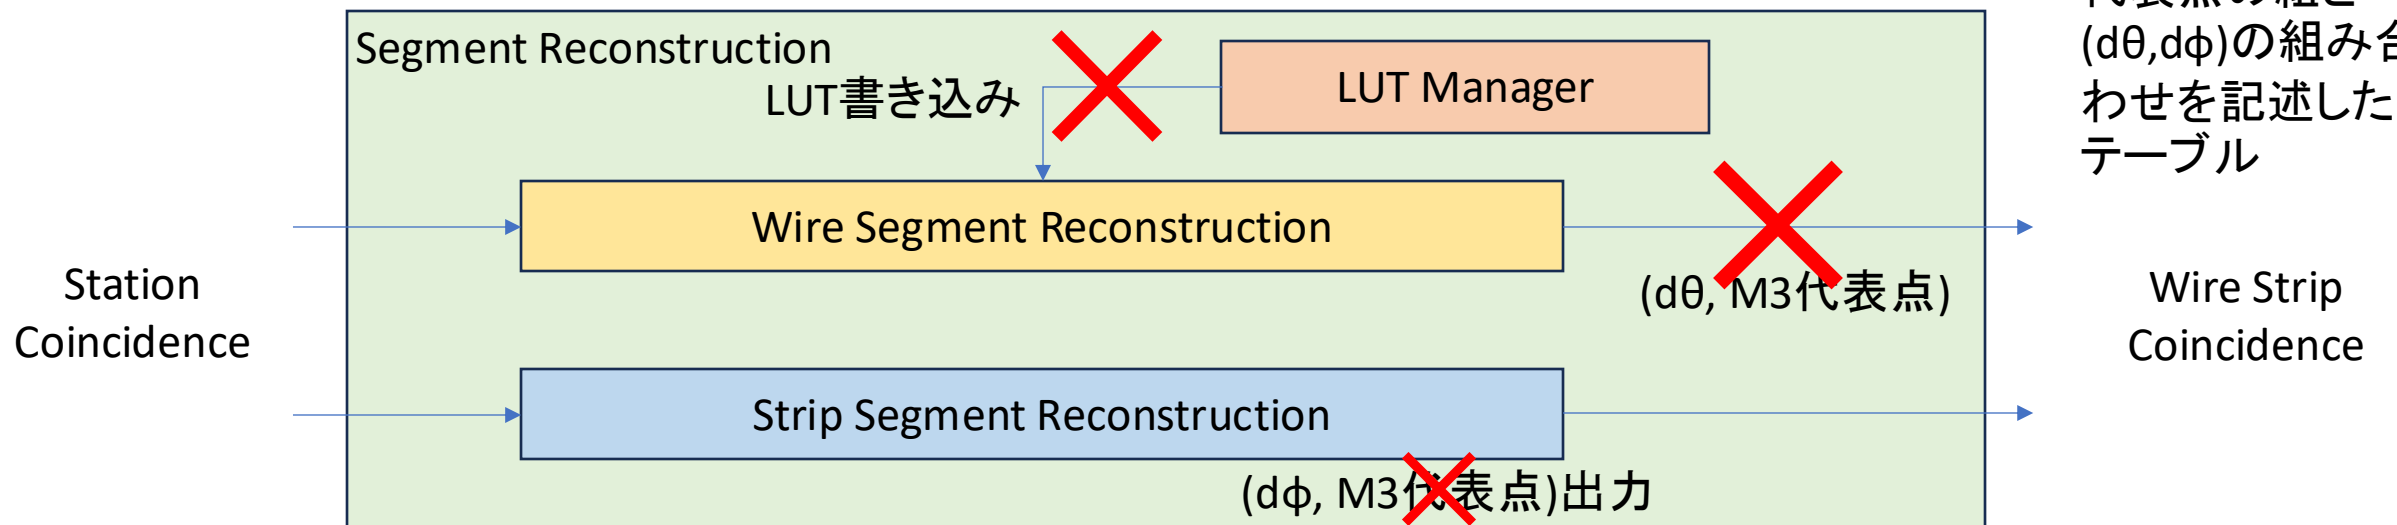 Segment Reconstruction
LUT書き込み
LUT Manager
(dθ,dφ)の組み合
わせを記述した
テーブル
Wire Segment Reconstruction
Station
Coincidence
(dθ, M3代表点)
Wire Strip
Coincidence
Strip Segment Reconstruction
(dφ, M3代表点)出力